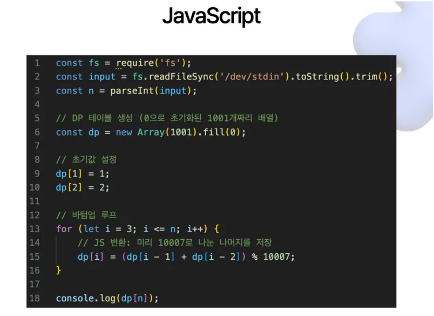 JavaScript
1 const fs = require('fs');
2 const input = fs.readFileSync('/dev/stdin').toString().trim();
3 const n = parseInt(input);
4
5 // DP 테이블 생성 (0으로 초기화된 1001개짜리 배열)
6 const dp = new Array(1001).fill(0);
7
8 // 초기값 설정
9 dp[1] = 1;
10 dp[2] = 2;
11
12 // 바텀업 루프
13 for (let i = 3; i <= n; i++) {
14 // JS 변환: 미리 10007로 나눈 나머지를 저장
15 dp[i] = (dp[i - 1] + dp[i - 2]) % 10007;
16 }
17
18 console.log(dp[n]);